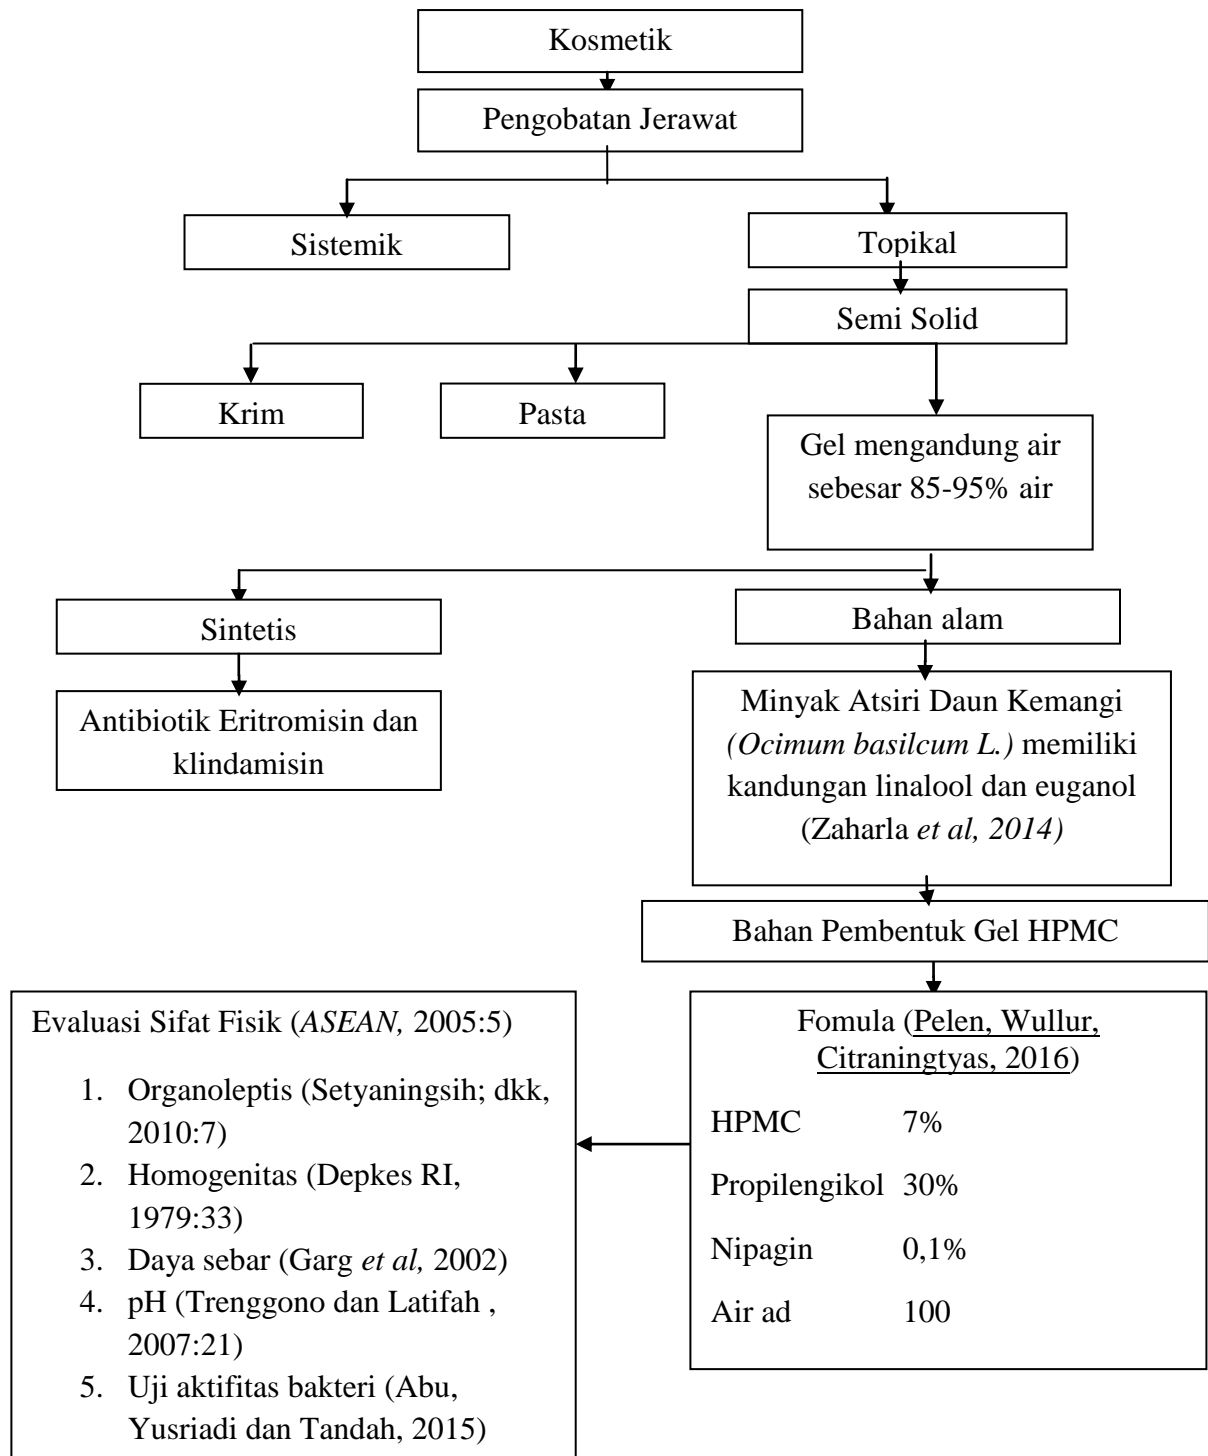 Kosmetik
Pengobatan Jerawat
Sistemik
Topikal
Semi Solid
Krim
Pasta
Gel mengandung air
sebesar 85-95% air
Sintetis
Bahan alam
Antibiotik Eritromisin dan
klindamisin
Minyak Atsiri Daun Kemangi
(Ocimum basilcum L.) memiliki
kandungan linalool dan euganol
(Zaharla et al, 2014)
Bahan Pembentuk Gel HPMC
Evaluasi Sifat Fisik (ASEAN, 2005:5)
1. Organoleptis (Setyaningsih; dkk,
2010:7)
2. Homogenitas (Depkes RI,
1979:33)
3. Daya sebar (Garg et al, 2002)
4. pH (Trenggono dan Latifah ,
2007:21)
5. Uji aktifitas bakteri (Abu,
Yusriadi dan Tandah, 2015)
Fomula (Pelen, Wullur,
Citraningtyas, 2016)
HPMC 7%
Propilengikol 30%
Nipagin 0,1%
Air ad 100